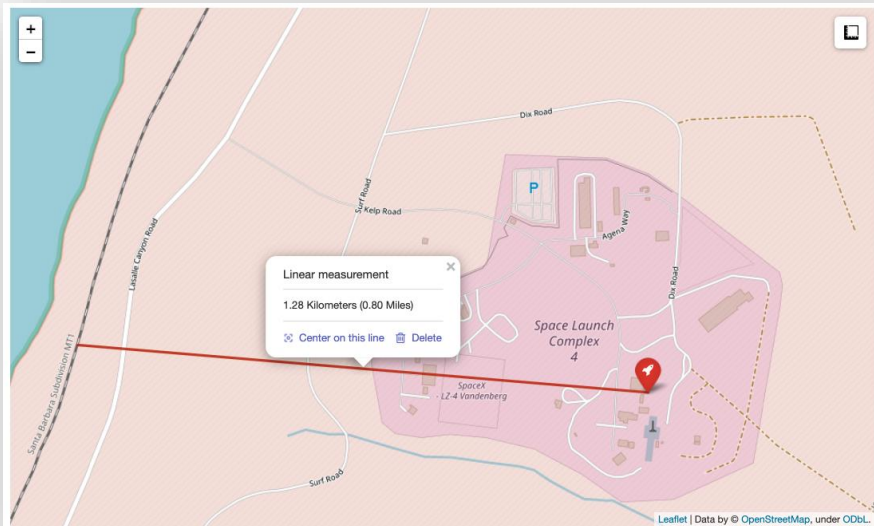 +
−
Dix Road
P
Surf Road
Kelp Road
Agena Way
Lasalle Canyon Road
Linear measurement
×
1.28 Kilometers (0.80 Miles)
Center on this line
Delete
Dix Road
Space Launch
Complex
4
Santa Barbara Subdivision MT1
SpaceX
- LZ-4 Vandenberg
Surf Road
Leaflet | Data by © OpenStreetMap, under ODbL.